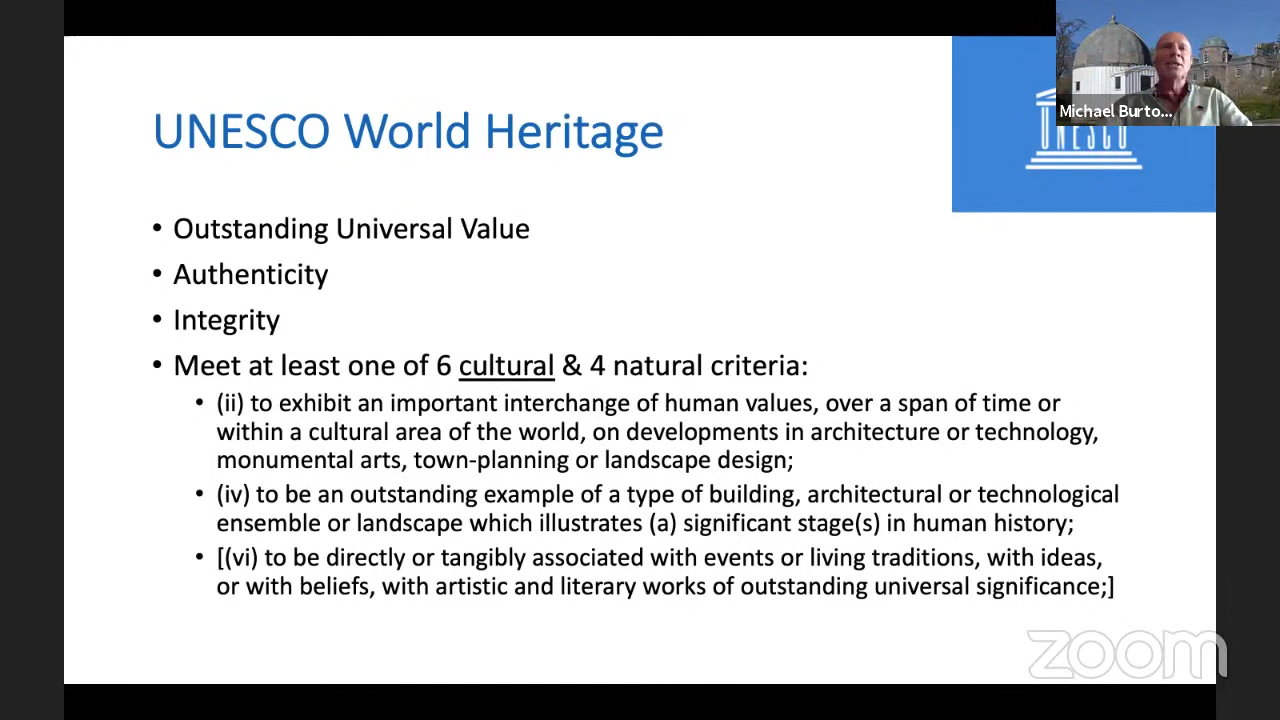 Michael Burto...
UNESCO
UNESCO World Heritage
• Outstanding Universal Value
• Authenticity
• Integrity
• Meet at least one of 6 cultural & 4 natural criteria:
• (ii) to exhibit an important interchange of human values, over a span of time or
within a cultural area of the world, on developments in architecture or technology,
monumental arts, town-planning or landscape design;
• (iv) to be an outstanding example of a type of building, architectural or technological
ensemble or landscape which illustrates (a) significant stage(s) in human history;
• [(vi) to be directly or tangibly associated with events or living traditions, with ideas,
or with beliefs, with artistic and literary works of outstanding universal significance;]
zoom